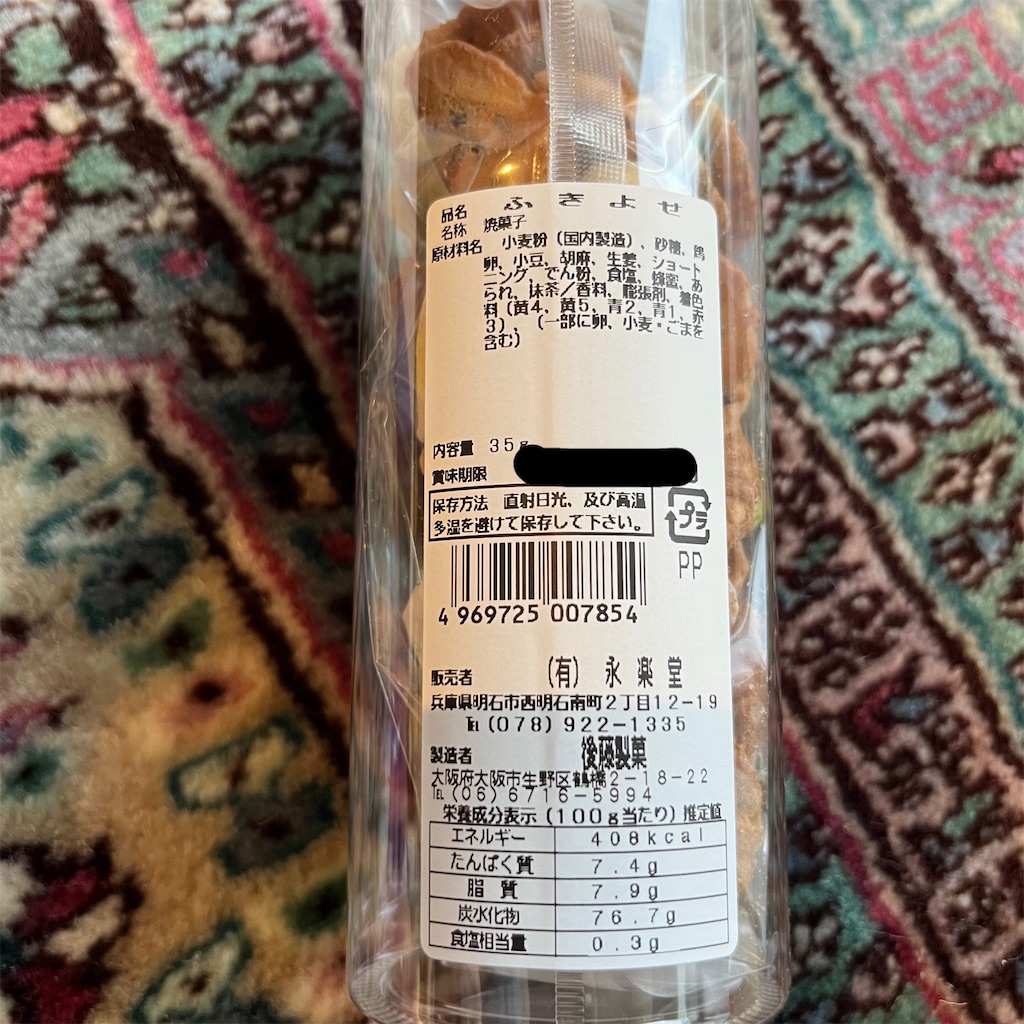 品名 ふきよせ
名称 焼菓子
原材料名 小麦粉（国内製造）、砂糖、鶏
卵、小豆、胡麻、生姜、ショート
ニング、でん粉、食塩、蜂蜜、あ
られ、抹茶／香料、膨張剤、着色
料（黄4、黄5、青2、青1、赤
3）、（一部に卵、小麦・ごまを
含む）
内容量 35g
賞味期限
保存方法 直射日光、及び高温
多湿を避けて保存して下さい。
プラ
PP
4 969725 007854
販売者 （有）永楽堂
兵庫県明石市西明石南町2丁目12-19
℡(078)922-1335
製造者 後藤製菓
大阪府大阪市生野区鶴橋2-18-22
℡(06)6716-5994
栄養成分表示（100g当たり）推定値
エネルギー 408kcal
たんぱく質 7.4g
脂質 7.9g
炭水化物 76.7g
食塩相当量 0.3g